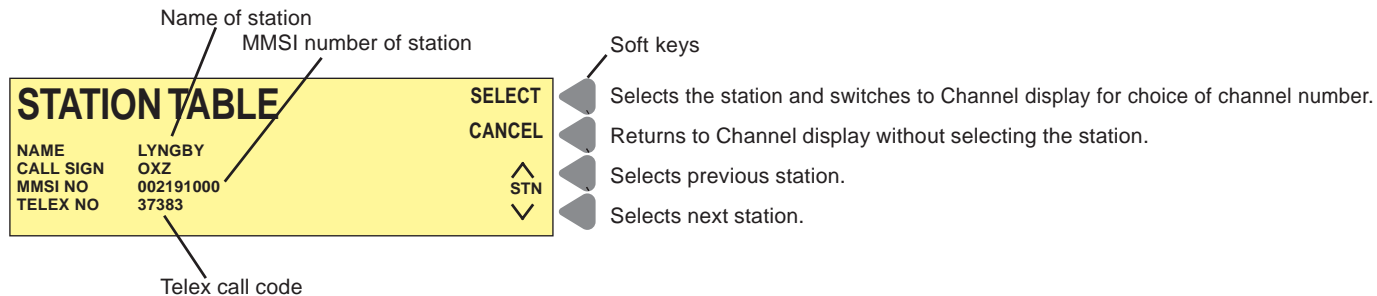 Name of station
MMSI number of station
Soft keys
STATION TABLE
SELECT
Selects the station and switches to Channel display for choice of channel number.
CANCEL
Returns to Channel display without selecting the station.
NAME LYNGBY
CALL SIGN OXZ
MMSI NO 002191000
TELEX NO 37383
STN
Selects previous station.
Selects next station.
Telex call code